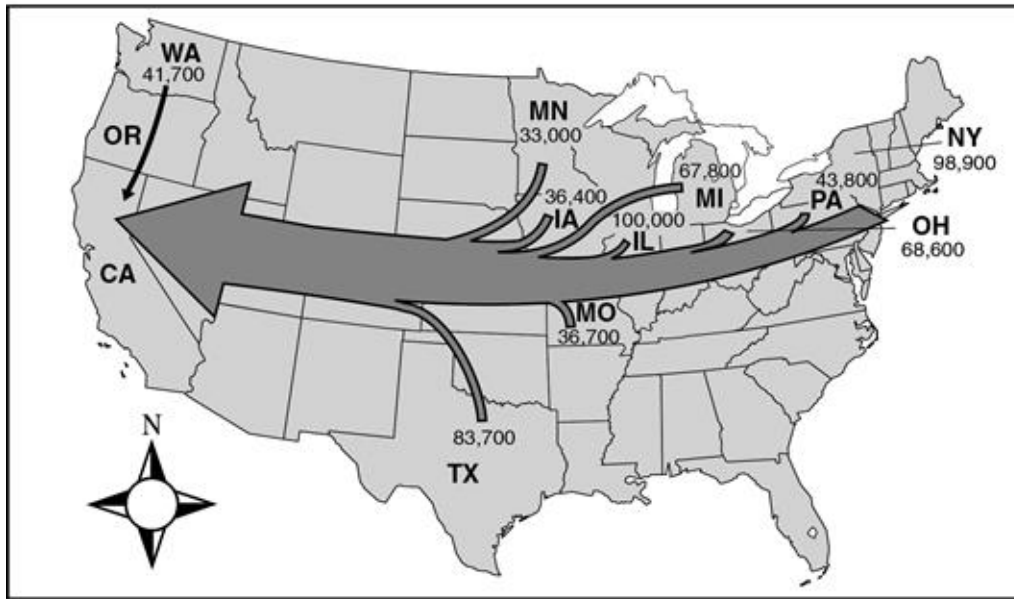 WA
41,700
OR
CA
MN
33,000
36,400
IA
67,800
MI
100,000
IL
43,800
PA
NY
98,900
OH
68,600
MO
36,700
83,700
TX
N